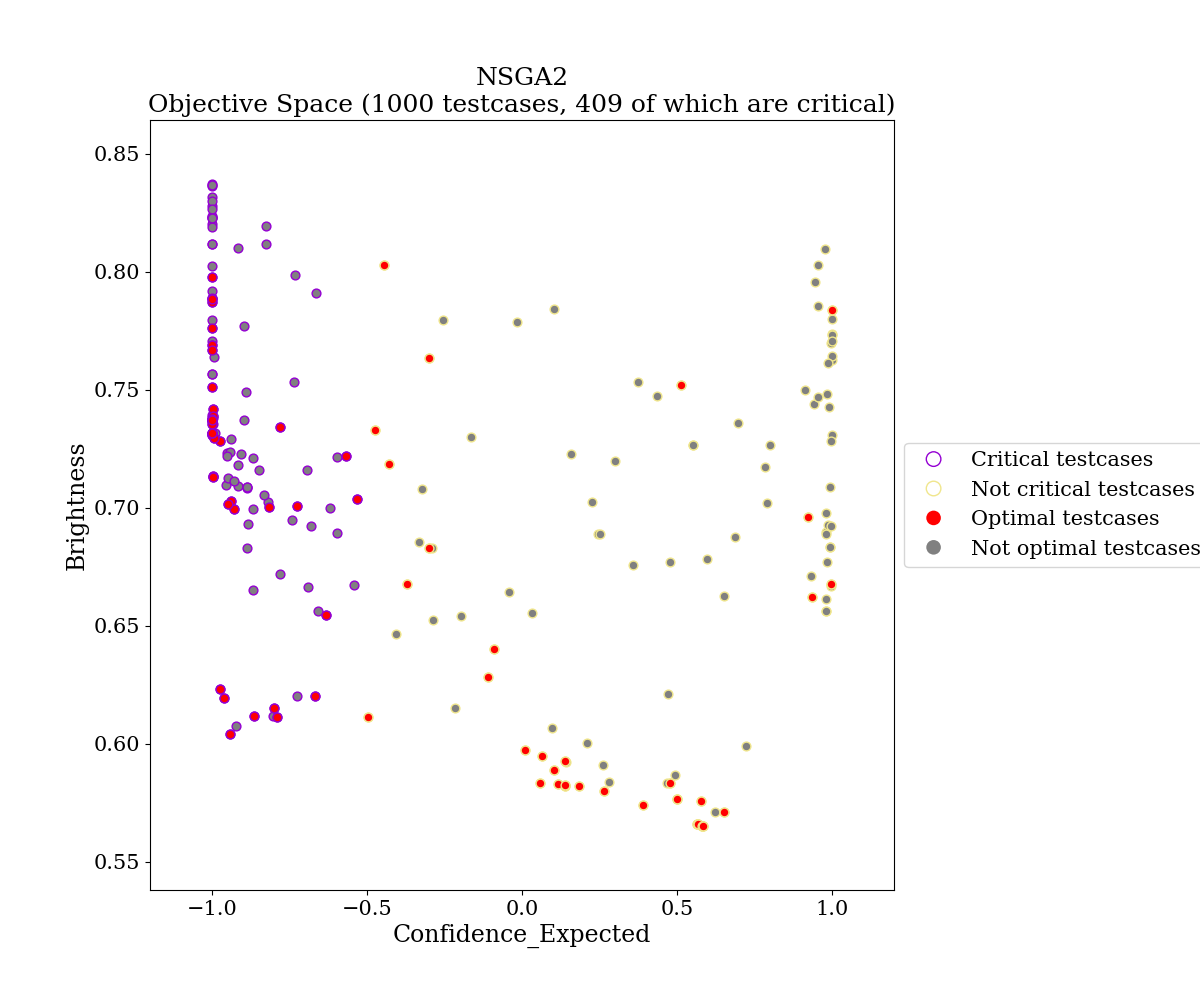 NSGA2
Objective Space (1000 testcases, 409 of which are critical)
0.85
0.80
0.75
0.70
0.65
0.60
0.55
Brightness
−1.0
−0.5
0.0
0.5
1.0
Confidence_Expected
Critical testcases
Not critical testcases
Optimal testcases
Not optimal testcases